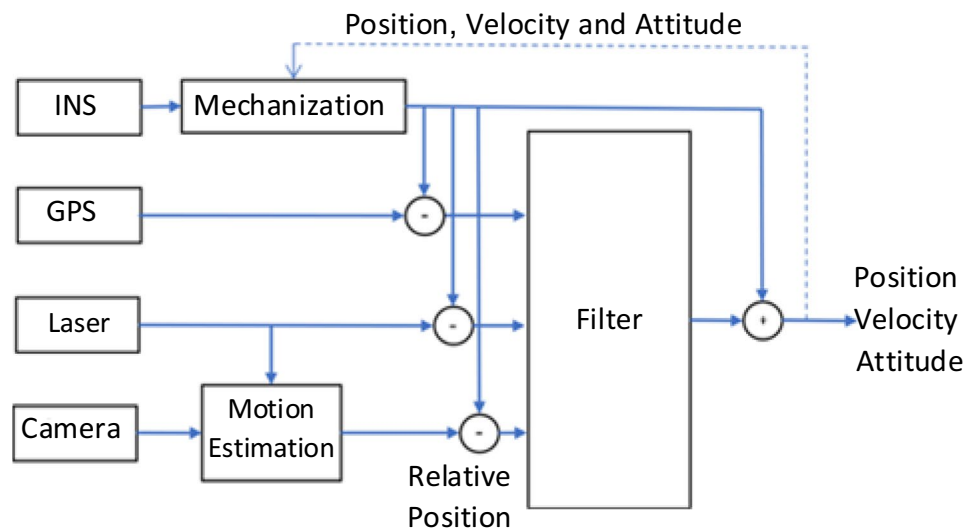 Position, Velocity and Attitude
INS
Mechanization
GPS
-
Laser
-
Filter
+
Position
Velocity
Attitude
Camera
Motion
Estimation
-
Relative
Position